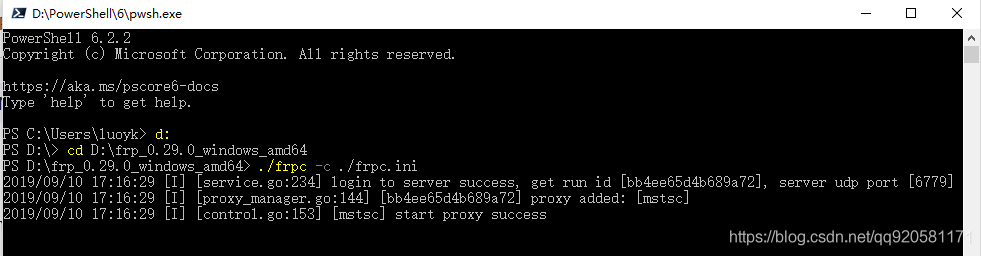 D:\PowerShell\6\pwsh.exe
PowerShell 6.2.2
Copyright (c) Microsoft Corporation. All rights reserved.
https://aka.ms/pscore6-docs
Type 'help' to get help.
PS C:\Users\luoyk> d:
PS D:\> cd D:\frp_0.29.0_windows_amd64
PS D:\frp_0.29.0_windows_amd64> ./frpc -c ./frpc.ini
2019/09/10 17:16:29 [I] [service.go:234] login to server success, get run id [bb4ee65d4b689a72], server udp port [6779]
2019/09/10 17:16:29 [I] [proxy_manager.go:144] [bb4ee65d4b689a72] proxy added: [mstsc]
2019/09/10 17:16:29 [I] [control.go:153] [mstsc] start proxy success
https://blog.csdn.net/qq920581171